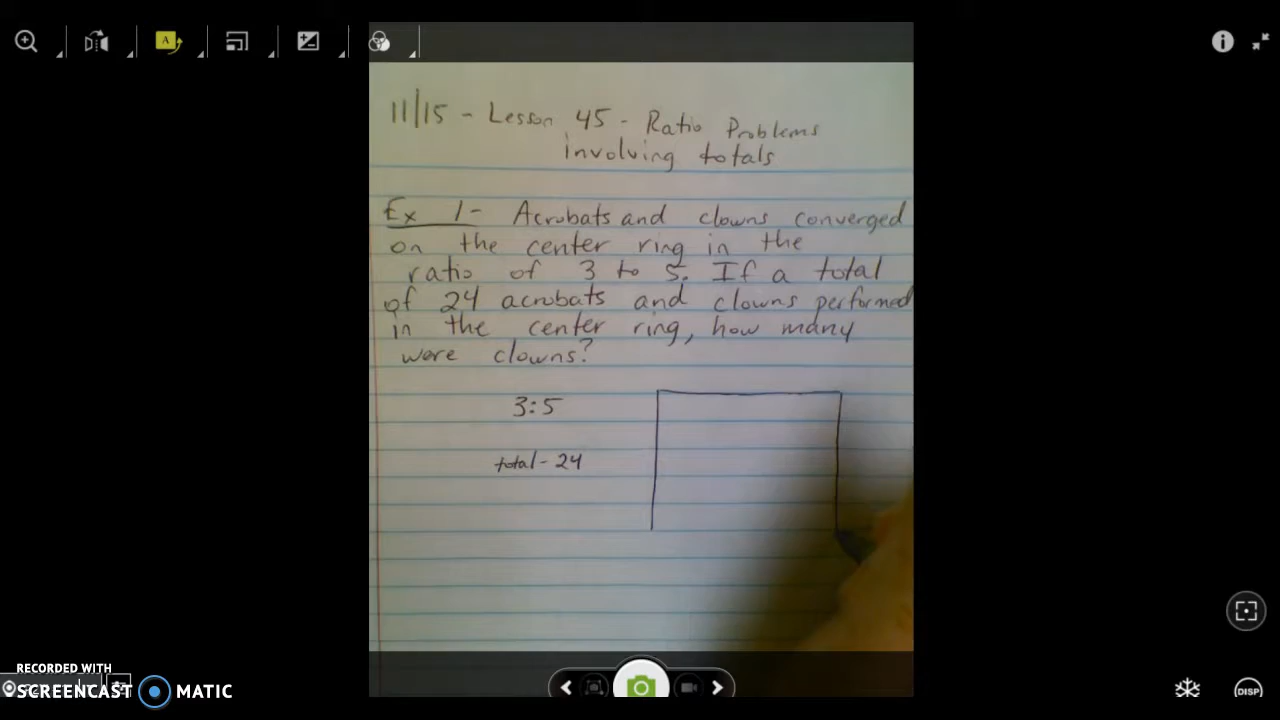 11/15 - Lesson 45 - Ratio Problems
involving totals
Ex 1- Acrobats and clowns converged
on the center ring in the
ratio of 3 to 5. If a total
of 24 acrobats and clowns performed
in the center ring, how many
were clowns?
3:5
total - 24
RECORDED WITH
SCREENCAST MATIC
DISP